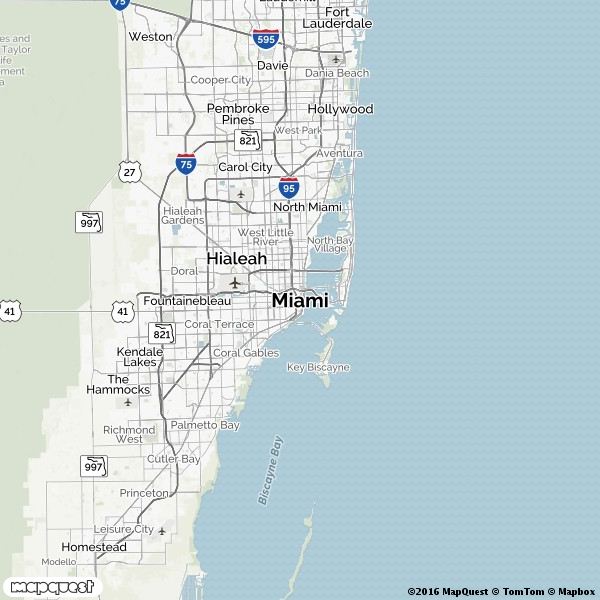 75
Fort
Lauderdale
Weston
595
Davie
es and
Taylor
Life
Cooper City
Dania Beach
Pembroke
Pines
Hollywood
West Park
821
Aventura
75
Carol City
27
95
North Miami
Hialeah
Gardens
997
West Little
River
North Bay
Village
Hialeah
Doral
Fountainebleau
Miami
41
41
Coral Terrace
821
Kendale
Lakes
Coral Gables
Key Biscayne
The
Hammocks
Palmetto Bay
Richmond
West
Biscayne Bay
Cutler Bay
997
Princeton
Leisure City
Homestead
Modello
mapquest
©2016 MapQuest © TomTom © Mapbox